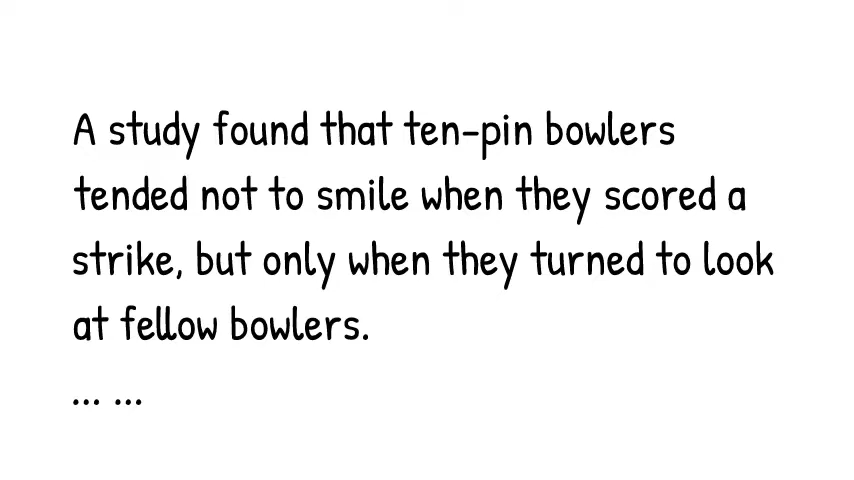 A study found that ten-pin bowlers
tended not to smile when they scored a
strike, but only when they turned to look
at fellow bowlers.
... ...